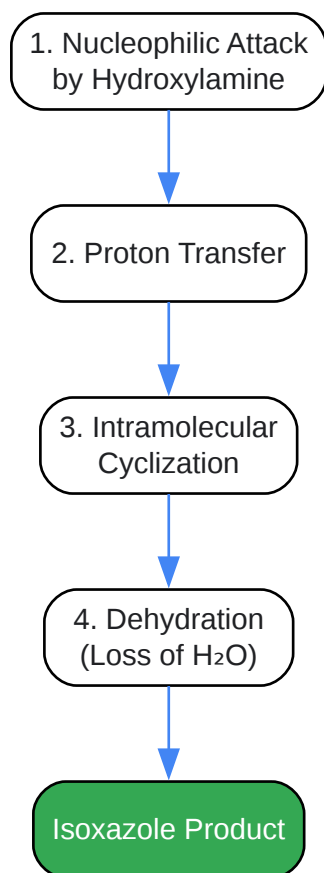 1. Nucleophilic Attack
by Hydroxylamine
2. Proton Transfer
3. Intramolecular
Cyclization
4. Dehydration
(Loss of H₂O)
Isoxazole Product